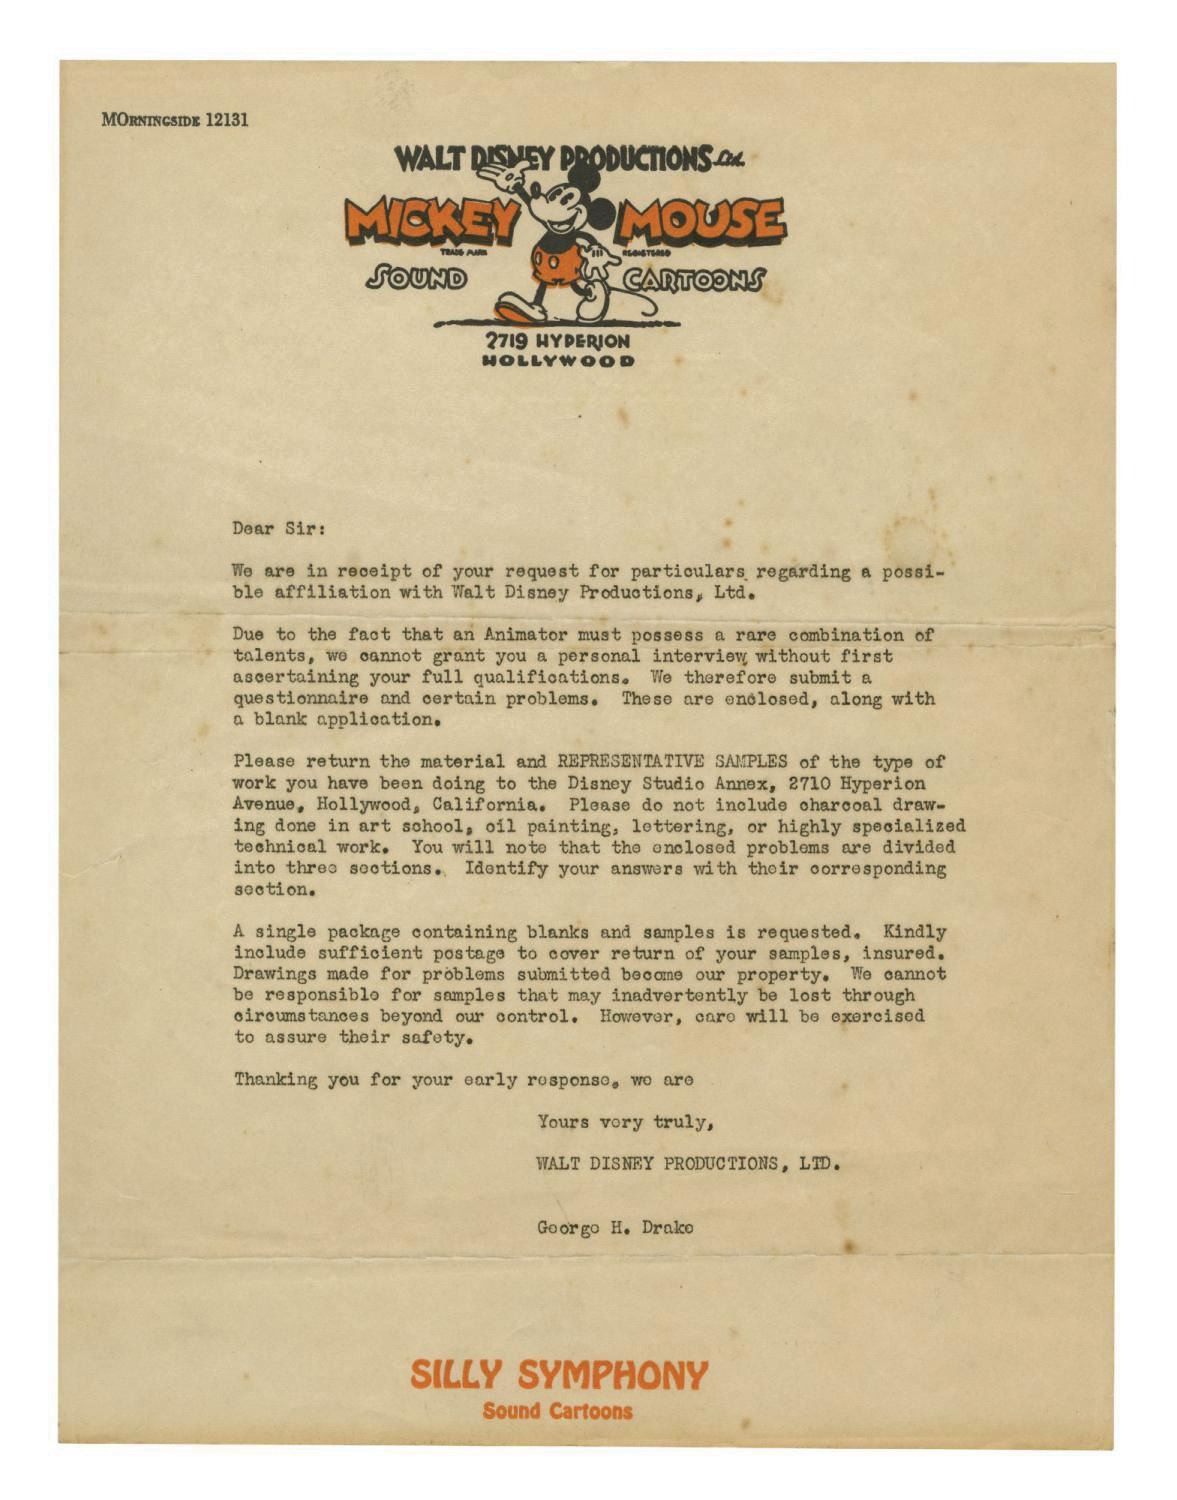 MORNINGSIDE 12131
WALT DISNEY PRODUCTIONS Ltd.
MICKEY MOUSE
TRADE MARK REGISTERED
SOUND CARTOONS
2719 HYPERION
HOLLYWOOD
Dear Sir:
We are in receipt of your request for particulars regarding a possi-
ble affiliation with Walt Disney Productions, Ltd.
Due to the fact that an Animator must possess a rare combination of
talents, we cannot grant you a personal interview without first
ascertaining your full qualifications. We therefore submit a
questionnaire and certain problems. These are enclosed, along with
a blank application.
Please return the material and REPRESENTATIVE SAMPLES of the type of
work you have been doing to the Disney Studio Annex, 2710 Hyperion
Avenue, Hollywood, California. Please do not include charcoal draw-
ing done in art school, oil painting, lettering, or highly specialized
technical work. You will note that the enclosed problems are divided
into three sections. Identify your answers with their corresponding
section.
A single package containing blanks and samples is requested. Kindly
include sufficient postage to cover return of your samples, insured.
Drawings made for problems submitted become our property. We cannot
be responsible for samples that may inadvertently be lost through
circumstances beyond our control. However, care will be exercised
to assure their safety.
Thanking you for your early response, we are
Yours very truly,
WALT DISNEY PRODUCTIONS, LTD.
George H. Drake
SILLY SYMPHONY
Sound Cartoons